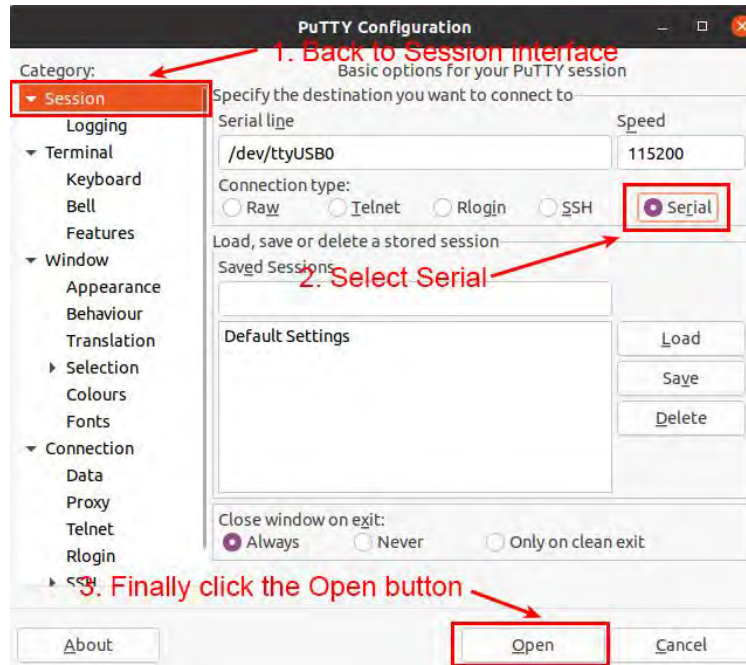 PuTTY Configuration
1. Back to Session interface
Category:
Basic options for your PuTTY session
Session
Logging
Terminal
Keyboard
Bell
Features
Window
Appearance
Behaviour
Translation
Selection
Colours
Fonts
Connection
Data
Proxy
Telnet
Rlogin
SSH
Specify the destination you want to connect to
Serial line Speed
/dev/ttyUSB0 115200
Connection type:
Raw Telnet Rlogin SSH Serial
Load, save or delete a stored session
Saved Sessions
2. Select Serial
Default Settings
Load
Save
Delete
Close window on exit:
Always Never Only on clean exit
3. Finally click the Open button
About Open Cancel